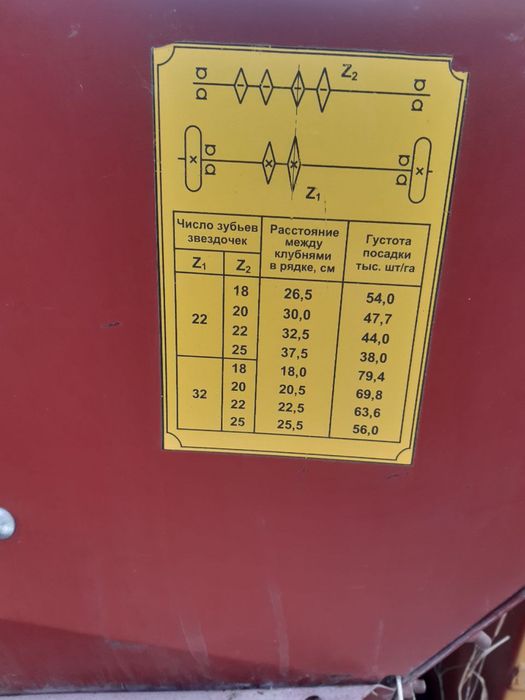 Z2
Z1
Число зубьев звездочек Расстояние между клубнями в рядке, см Густота посадки тыс. шт/га
Z1 Z2
22 18 26,5 54,0
20 30,0 47,7
22 32,5 44,0
25 37,5 38,0
32 18 18,0 79,4
20 20,5 69,8
22 22,5 63,6
25 25,5 56,0